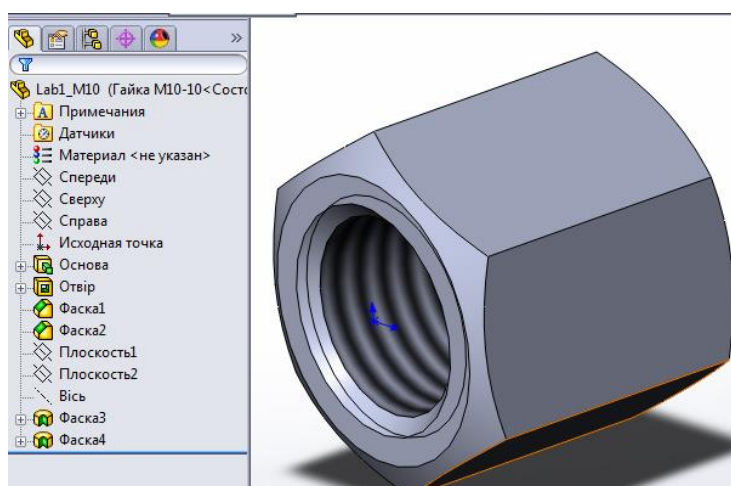 Lab1_M10 (Гайка М10-10<Состо
Примечания
Датчики
Материал <не указан>
Спереди
Сверху
Справа
Исходная точка
Основа
Отвір
Фаска1
Фаска2
Плоскость1
Плоскость2
Вісь
Фаска3
Фаска4